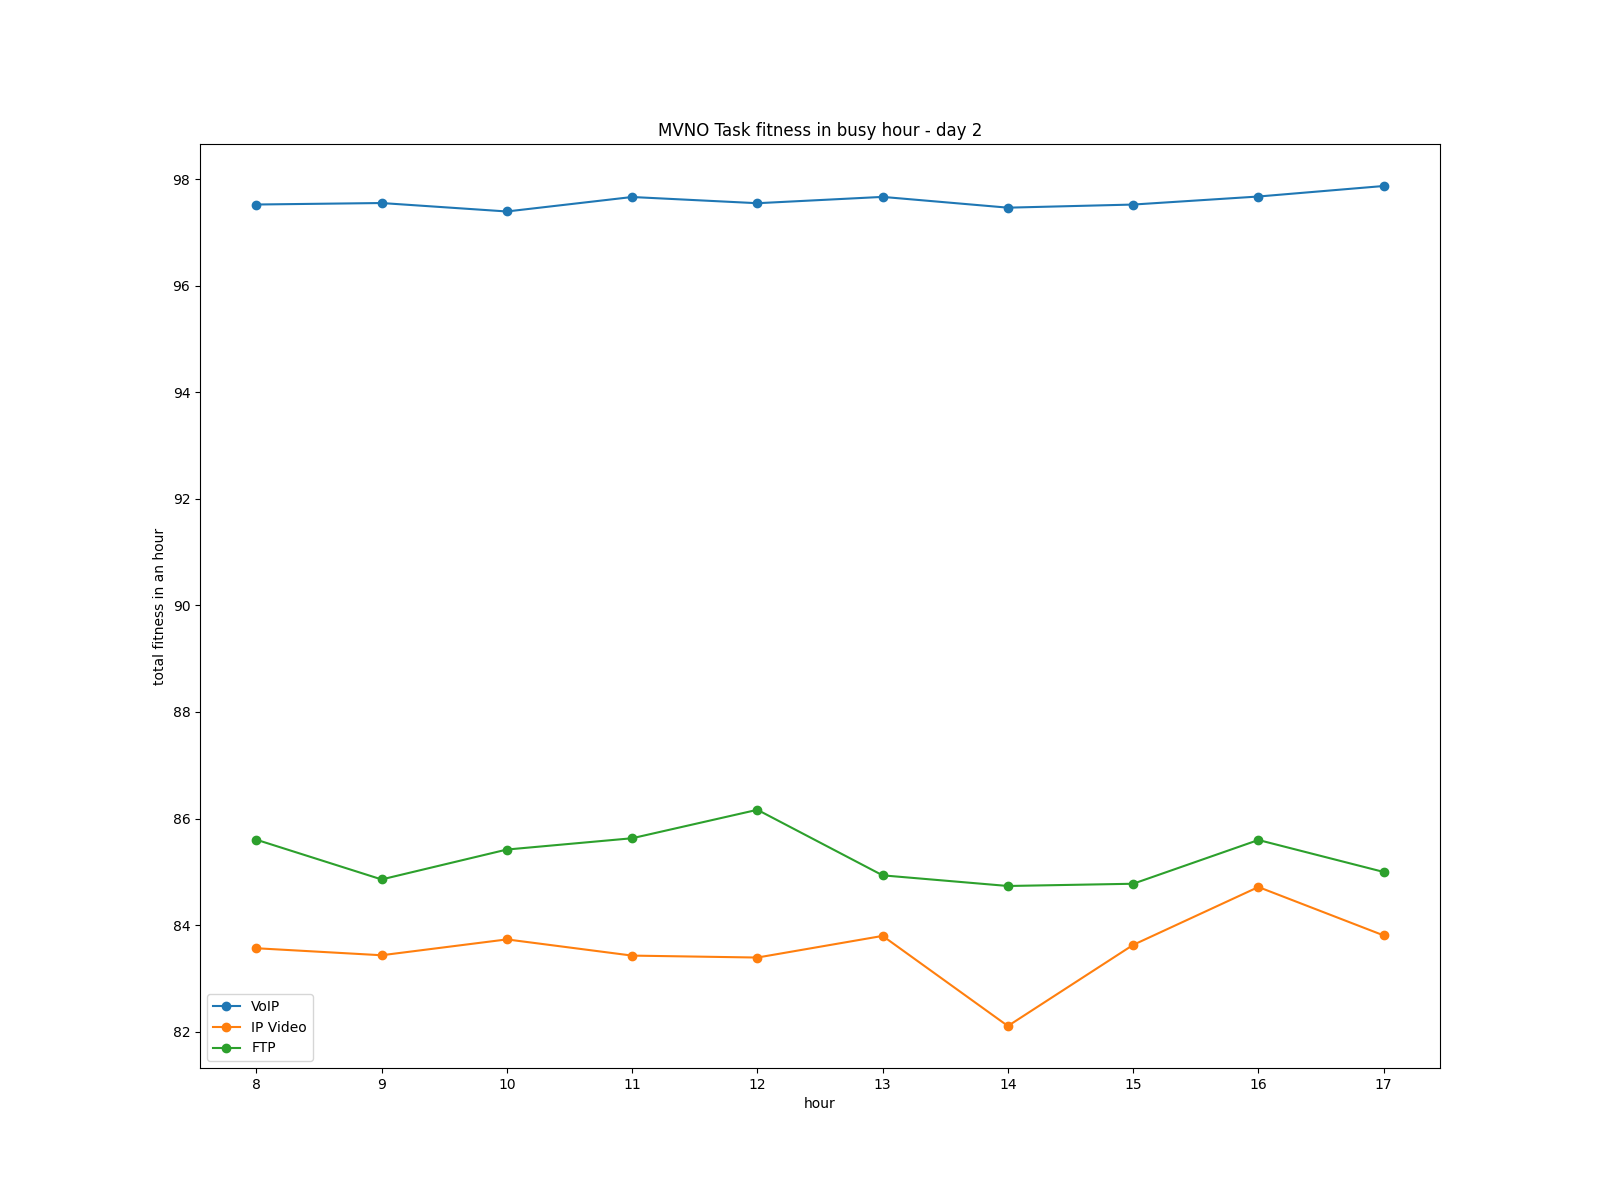 MVNO Task fitness in busy hour - day 2
98
96
94
92
90
88
86
84
82
total fitness in an hour
VoIP
IP Video
FTP
8 9 10 11 12 13 14 15 16 17
hour